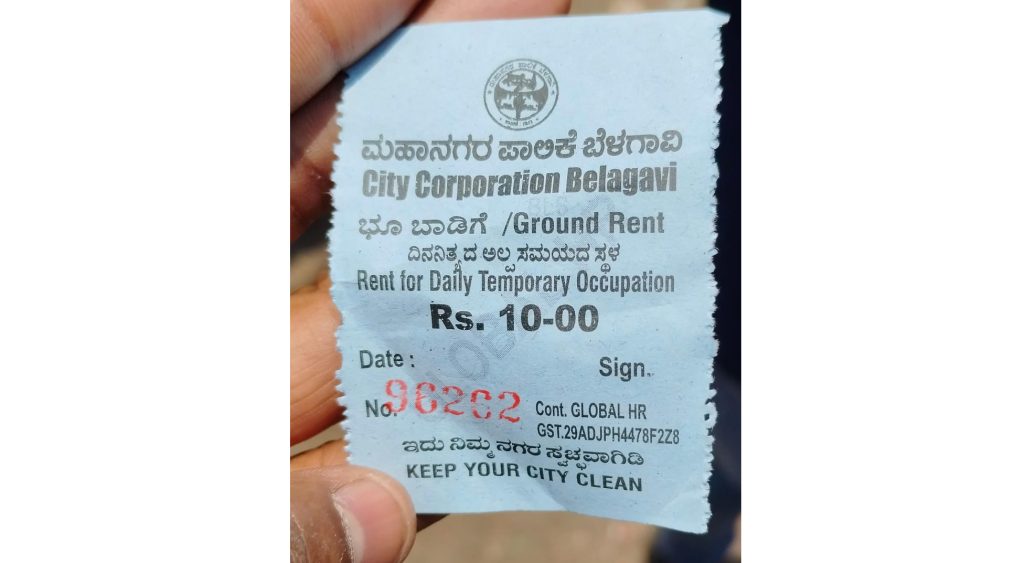 ಮಹಾನಗರ ಪಾಲಿಕೆ ಬೆಳಗಾವಿ
City Corporation Belagavi
ಭೂ ಬಾಡಿಗೆ /Ground Rent
ದಿನನಿತ್ಯದ ಅಲ್ಪ ಸಮಯದ ಸ್ಥಳ
Rent for Daily Temporary Occupation
Rs. 10-00
Date : Sign.
No. 96262 Cont. GLOBAL HR
GST.29ADJPH4478F2Z8
ಇದು ನಿಮ್ಮ ನಗರ ಸ್ವಚ್ಛವಾಗಿಡಿ
KEEP YOUR CITY CLEAN